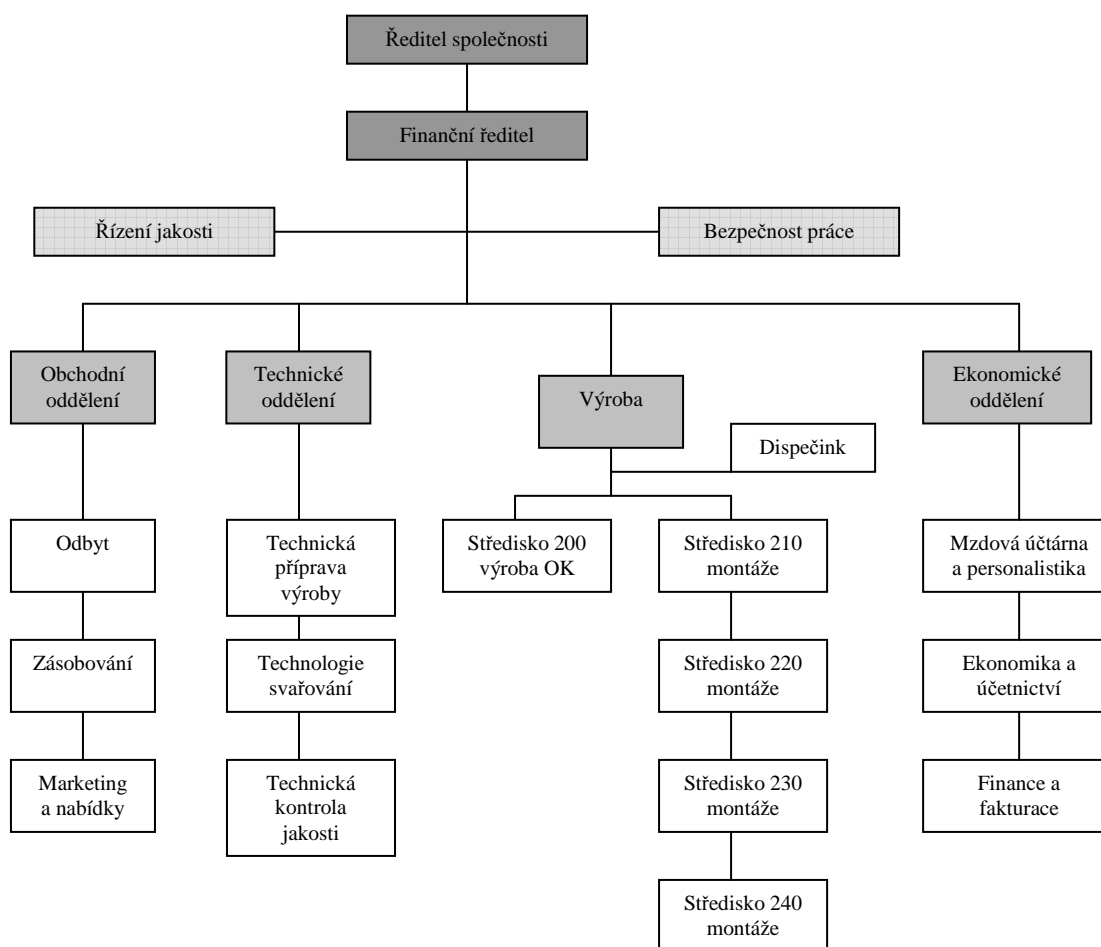 Ředitel společnosti
Finanční ředitel
Řízení jakosti
Bezpečnost práce
Obchodní
oddělení
Technické
oddělení
Výroba
Ekonomické
oddělení
Dispečink
Odbyt
Technická
příprava
výroby
Středisko 200
výroba OK
Středisko 210
montáže
Mzdová účtárna
a personalistika
Zásobování
Technologie
svařování
Středisko 220
montáže
Ekonomika a
účetnictví
Marketing
a nabídky
Technická
kontrola
jakosti
Středisko 230
montáže
Finance a
fakturace
Středisko 240
montáže